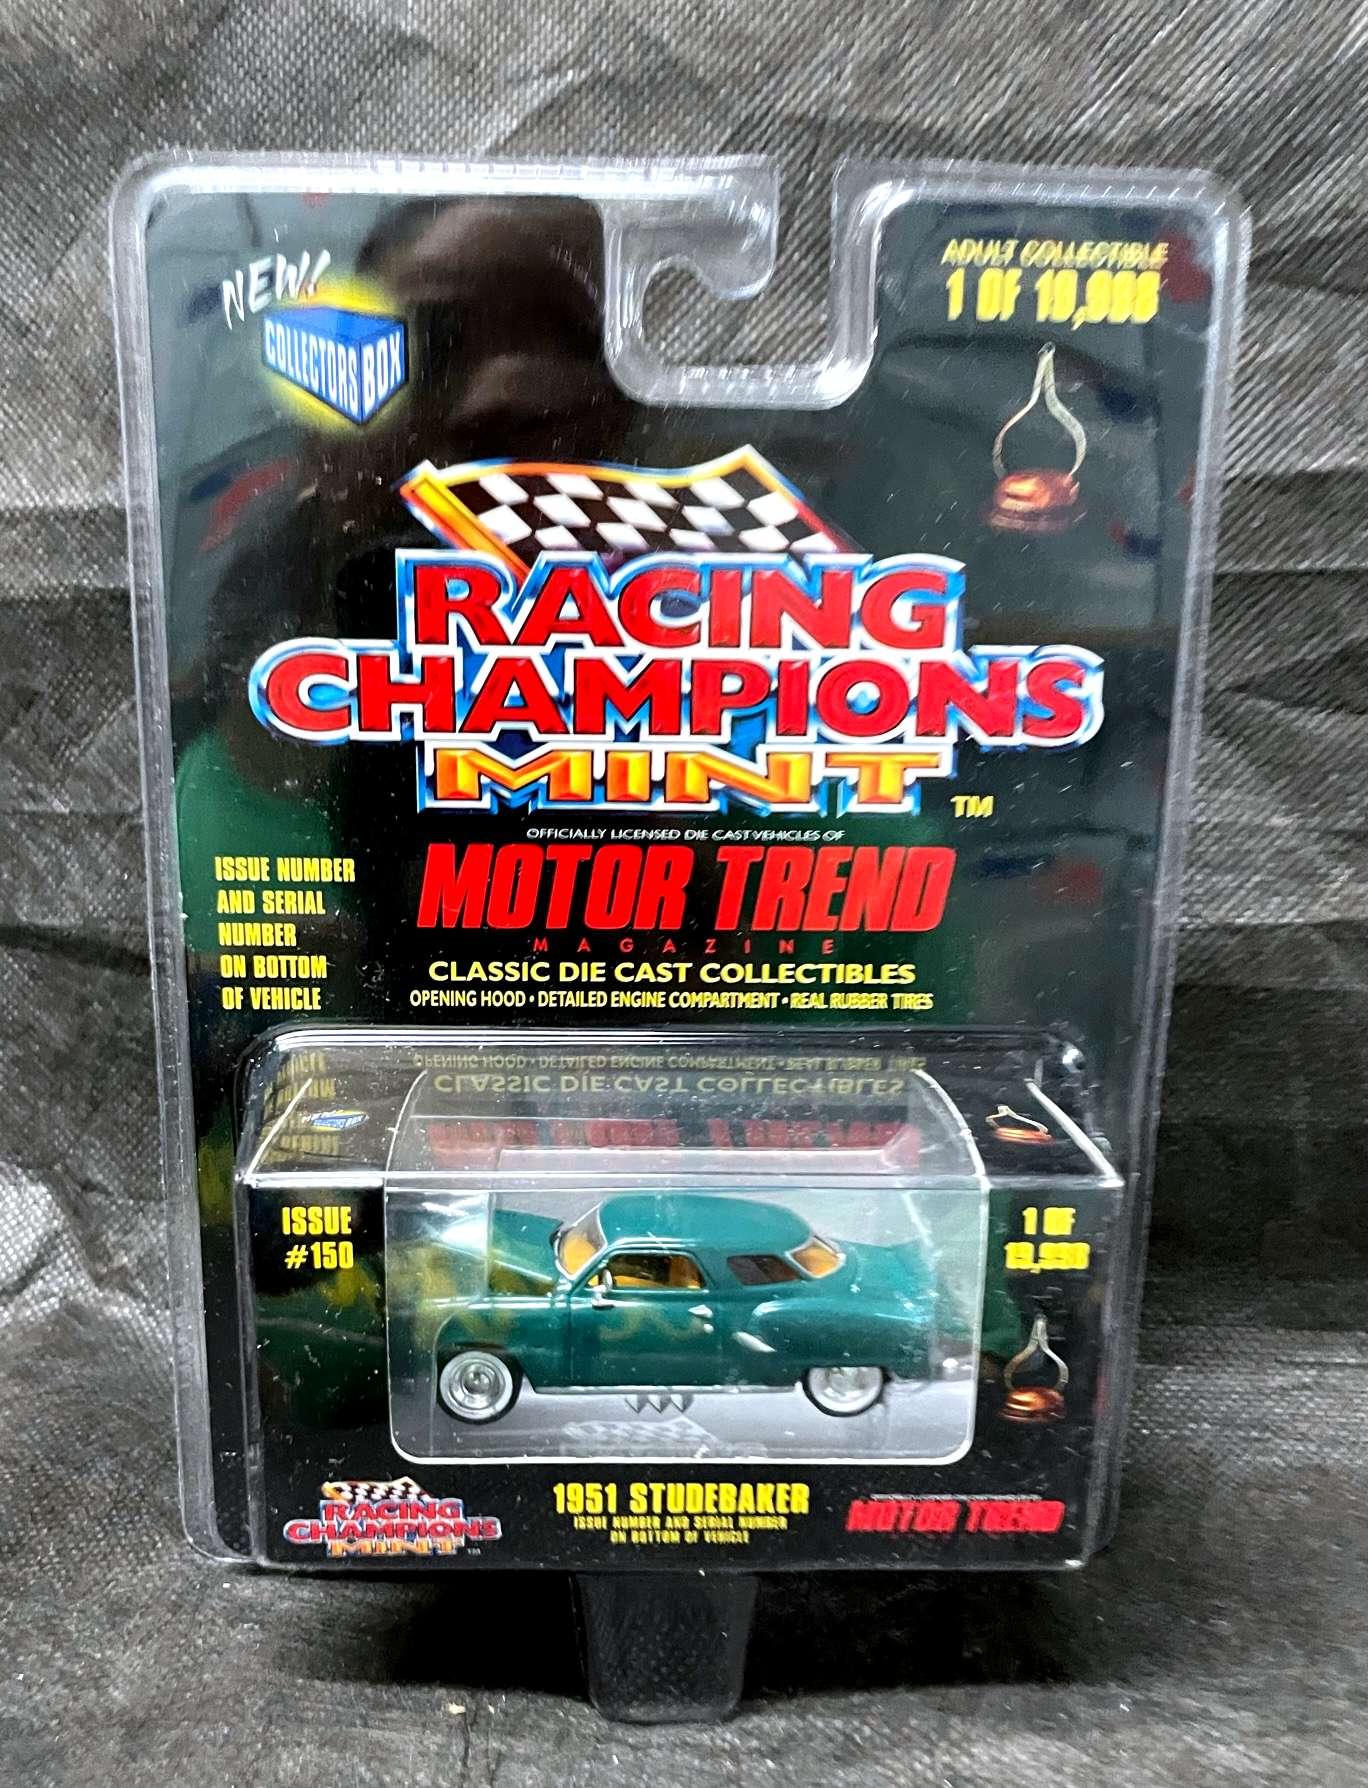 NEW!
COLLECTORS BOX
ADULT COLLECTIBLE
1 OF 19,998
RACING
CHAMPIONS
MINT
TM
OFFICIALLY LICENSED DIE CAST VEHICLES OF
MOTOR TREND
MAGAZINE
CLASSIC DIE CAST COLLECTIBLES
OPENING HOOD • DETAILED ENGINE COMPARTMENT • REAL RUBBER TIRES
ISSUE NUMBER
AND SERIAL
NUMBER
ON BOTTOM
OF VEHICLE
ISSUE
#150
1 OF
19,998
RACING
CHAMPIONS
MINT
TM
1951 STUDEBAKER
ISSUE NUMBER AND SERIAL NUMBER
ON BOTTOM OF VEHICLE
MOTOR TREND